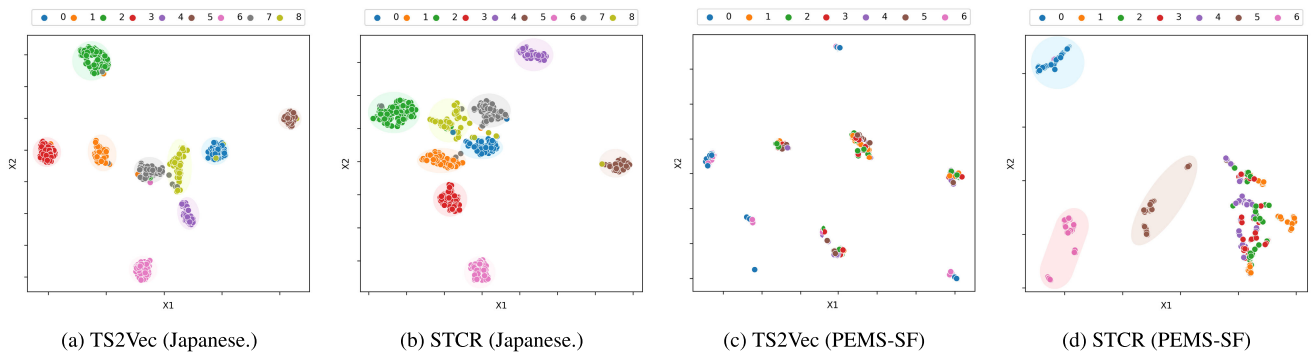 0 1 2 3 4 5 6 7 8
X2
X1
(a) TS2Vec (Japanese.)
0 1 2 3 4 5 6 7 8
X2
X1
(b) STCR (Japanese.)
0 1 2 3 4 5 6
X2
X1
(c) TS2Vec (PEMS-SF)
0 1 2 3 4 5 6
X2
X1
(d) STCR (PEMS-SF)